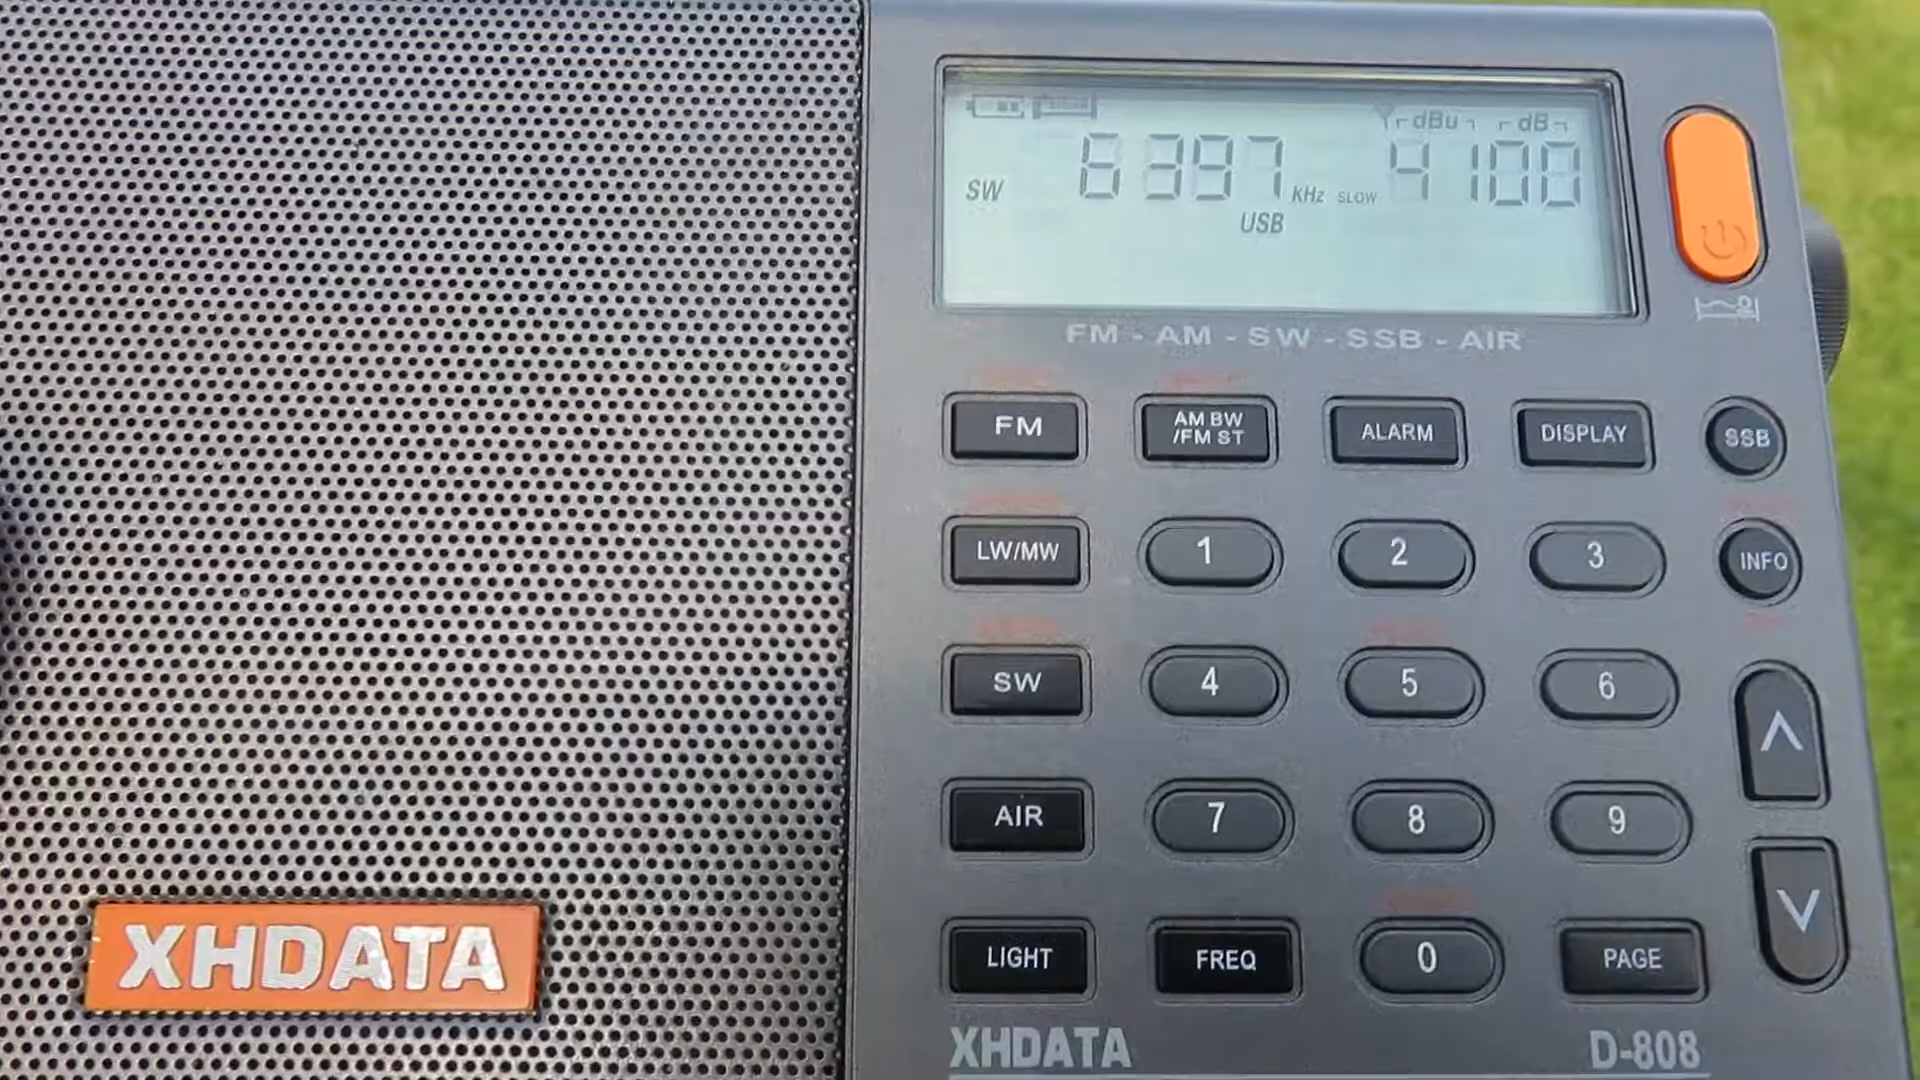 dBu dB
SW 6397 KHz SLOW 4100
USB
FM - AM - SW - SSB - AIR
FM AM BW /FM ST ALARM DISPLAY SSB
LW/MW 1 2 3 INFO
SW 4 5 6
AIR 7 8 9
LIGHT FREQ 0 PAGE
XHDATA
XHDATA D-808